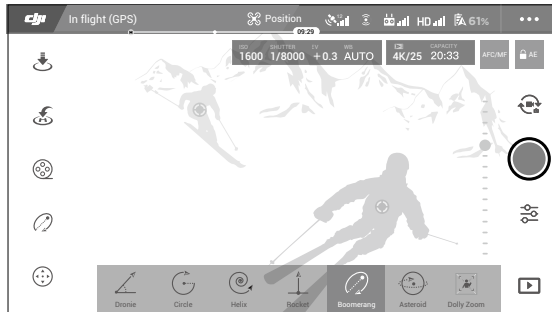 dji In flight (GPS) Position HD 61%
09:29
ISO SHUTTER EV WB CAPACITY
1600 1/8000 +0.3 AUTO 4K/25 20:33 AFC/MF AE
Dronie Circle Helix Rocket Boomerang Asteroid Dolly Zoom